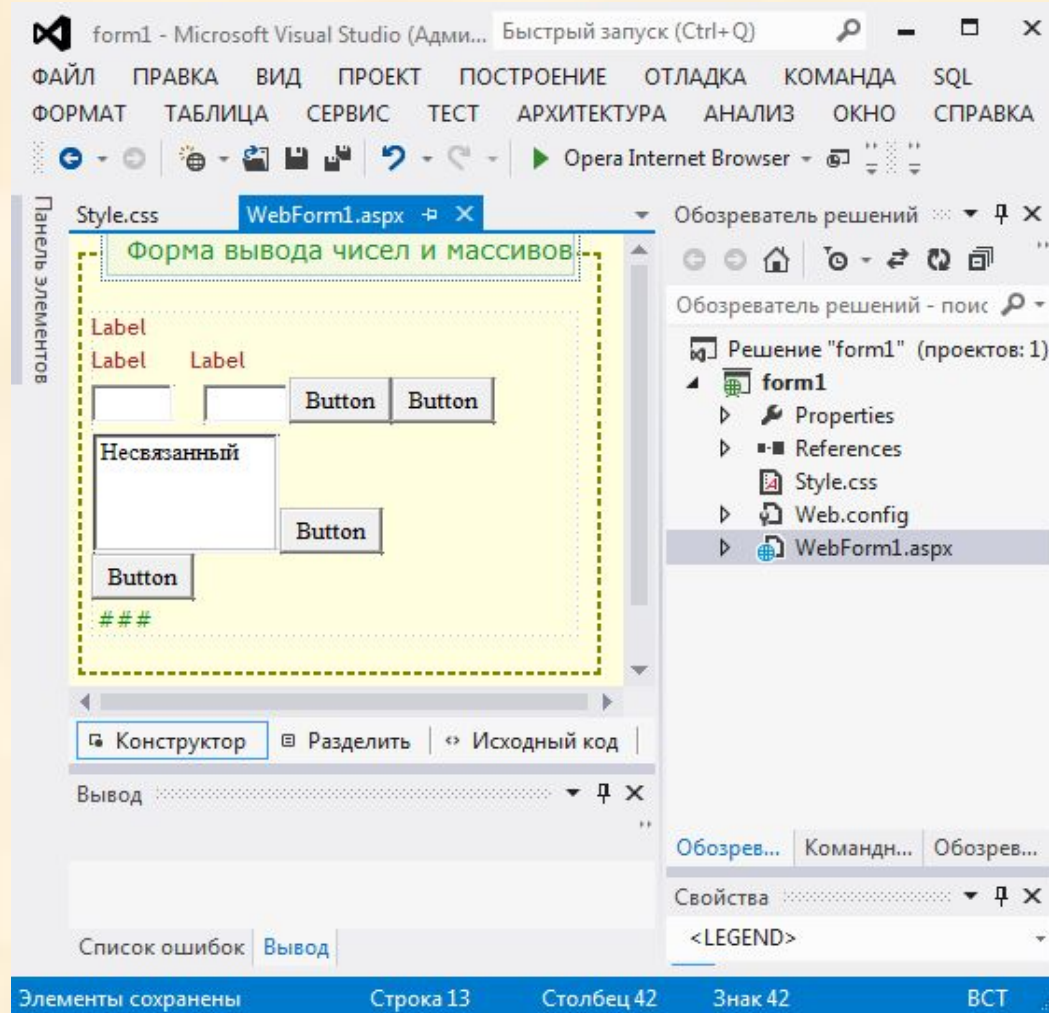 form1 - Microsoft Visual Studio (Адми... Быстрый запуск (Ctrl+Q)
ФАЙЛ ПРАВКА ВИД ПРОЕКТ ПОСТРОЕНИЕ ОТЛАДКА КОМАНДА SQL
ФОРМАТ ТАБЛИЦА СЕРВИС ТЕСТ АРХИТЕКТУРА АНАЛИЗ ОКНО СПРАВКА
Opera Internet Browser
Панель элементов
Style.css WebForm1.aspx
Форма вывода чисел и массивов
Label
Label Label
Button Button
Несвязанный
Button
Button
###
Конструктор Разделить Исходный код
Вывод
Список ошибок Вывод
Обозреватель решений
Обозреватель решений - поис
Решение "form1" (проектов: 1)
form1
Properties
References
Style.css
Web.config
WebForm1.aspx
Обозрев... Командн... Обозрев...
Свойства
<LEGEND>
Элементы сохранены Строка 13 Столбец 42 Знак 42 ВСТ